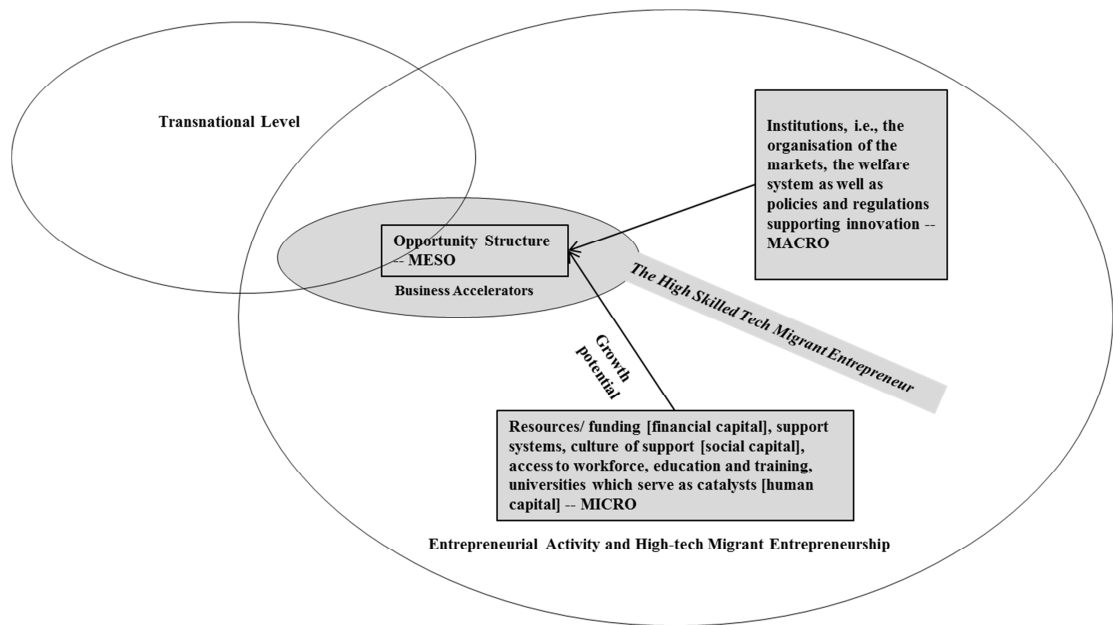 Transnational Level
Institutions, i.e., the
organisation of the
markets, the welfare
system as well as
policies and regulations
supporting innovation --
MACRO
Opportunity Structure
-- MESO
Business Accelerators
The High Skilled Tech Migrant Entrepreneur
Growth
potential
Resources/ funding [financial capital], support
systems, culture of support [social capital],
access to workforce, education and training,
universities which serve as catalysts [human
capital] -- MICRO
Entrepreneurial Activity and High-tech Migrant Entrepreneurship